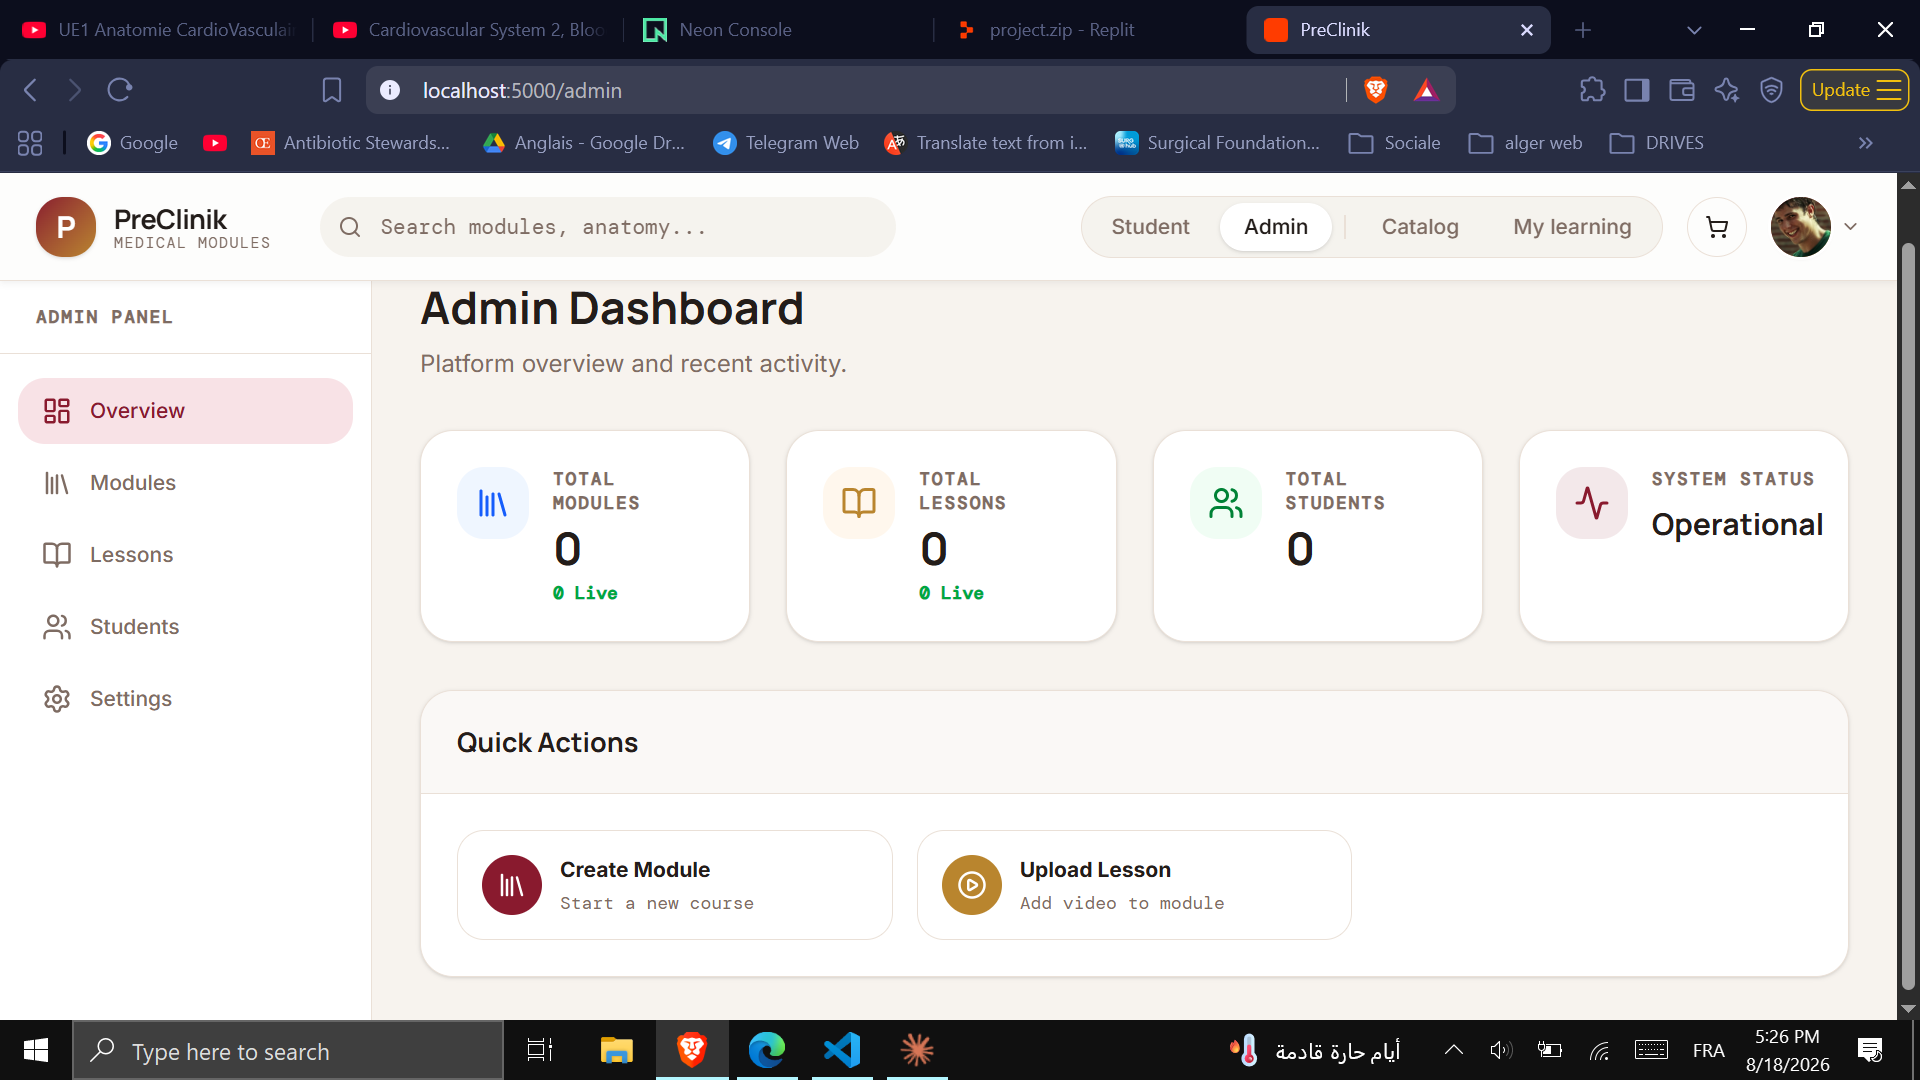 UE1 Anatomie CardioVasculair
Cardiovascular System 2, Bloo
Neon Console
project.zip - Replit
PreClinik
localhost:5000/admin
Update
Google
Antibiotic Stewards...
Anglais - Google Dr...
Telegram Web
Translate text from i...
Surgical Foundation...
Sociale
alger web
DRIVES
P
PreClinik
MEDICAL MODULES
Search modules, anatomy...
Student
Admin
Catalog
My learning
ADMIN PANEL
Overview
Modules
Lessons
Students
Settings
Admin Dashboard
Platform overview and recent activity.
TOTAL
MODULES
0
0 Live
TOTAL
LESSONS
0
0 Live
TOTAL
STUDENTS
0
SYSTEM STATUS
Operational
Quick Actions
Create Module
Start a new course
Upload Lesson
Add video to module
Type here to search
أيام حارة قادمة
FRA
5:26 PM
8/18/2026